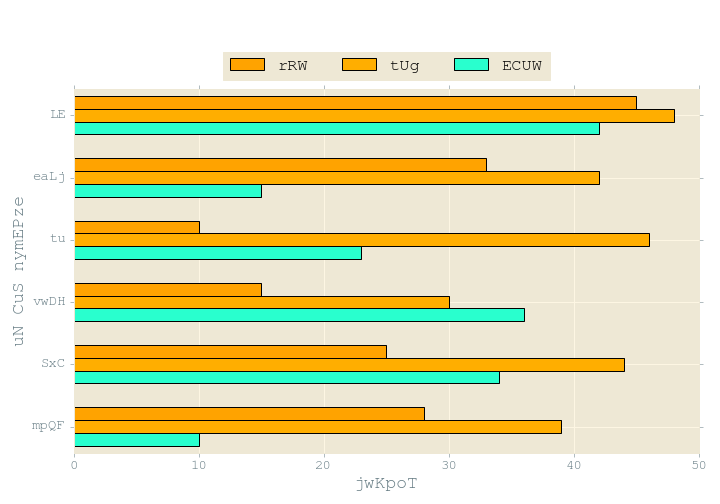 rRW tUg ECUW
LE
eaLj
tu
vwDH
SxC
mpQF
uN CuS nymEPze
0 10 20 30 40 50
jwKpoT